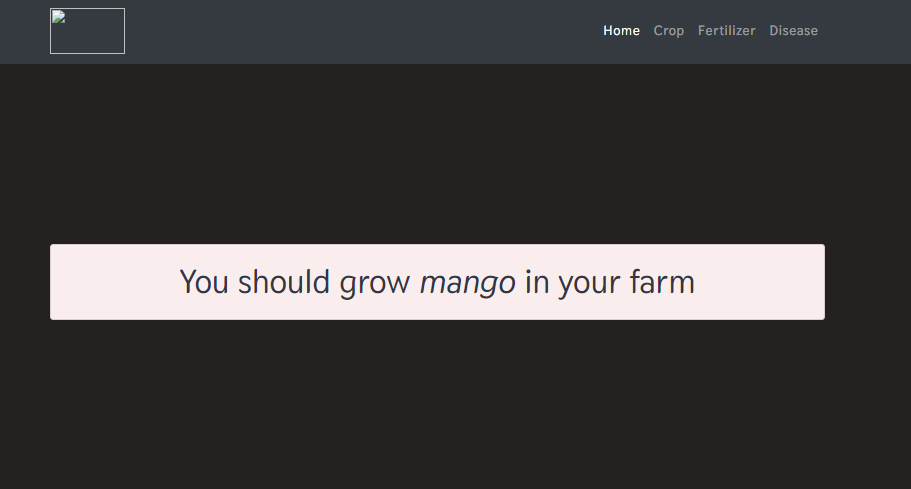 Home Crop Fertilizer Disease
You should grow mango in your farm